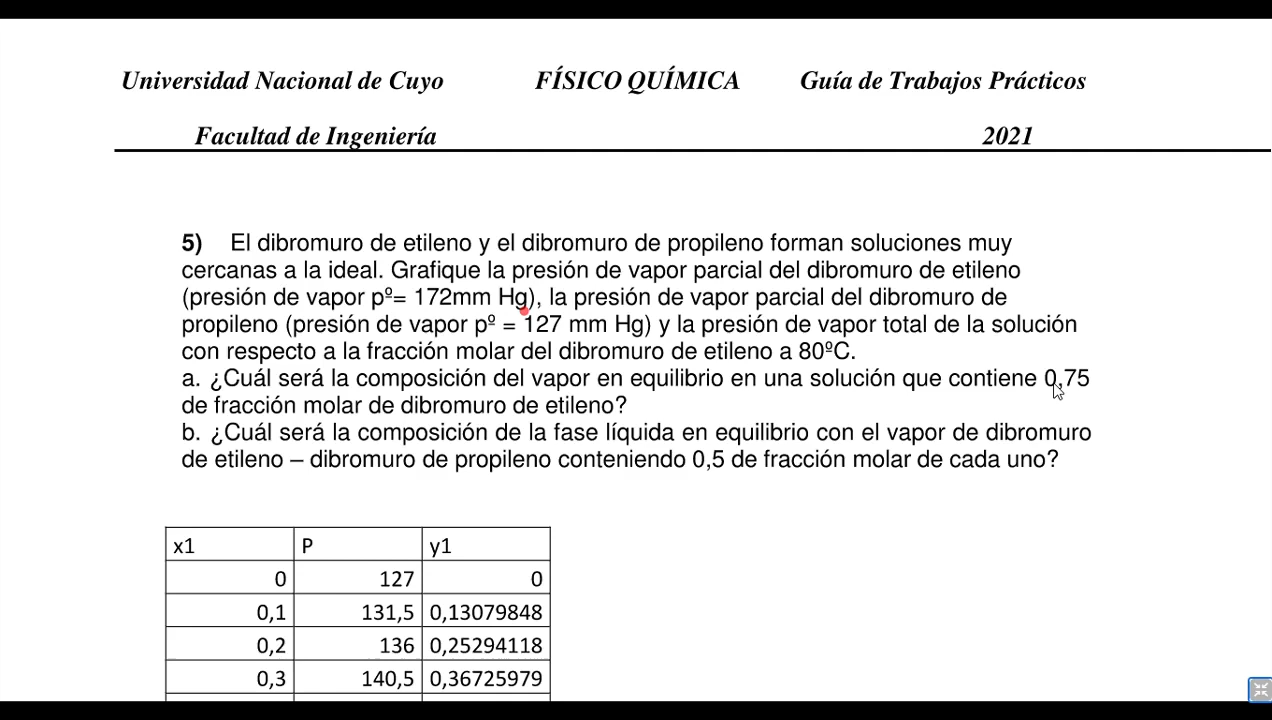 Universidad Nacional de Cuyo FÍSICO QUÍMICA Guía de Trabajos Prácticos
Facultad de Ingeniería 2021
5) El dibromuro de etileno y el dibromuro de propileno forman soluciones muy
cercanas a la ideal. Grafique la presión de vapor parcial del dibromuro de etileno
(presión de vapor pº= 172mm Hg), la presión de vapor parcial del dibromuro de
propileno (presión de vapor pº = 127 mm Hg) y la presión de vapor total de la solución
con respecto a la fracción molar del dibromuro de etileno a 80ºC.
a. ¿Cuál será la composición del vapor en equilibrio en una solución que contiene 0,75
de fracción molar de dibromuro de etileno?
b. ¿Cuál será la composición de la fase líquida en equilibrio con el vapor de dibromuro
de etileno – dibromuro de propileno conteniendo 0,5 de fracción molar de cada uno?
x1 P y1
0 127 0
0,1 131,5 0,13079848
0,2 136 0,25294118
0,3 140,5 0,36725979